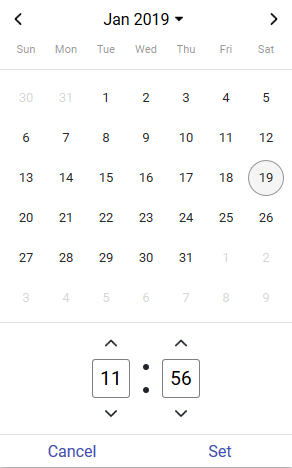 Jan 2019
Sun Mon Tue Wed Thu Fri Sat
30 31 1 2 3 4 5
6 7 8 9 10 11 12
13 14 15 16 17 18 19
20 21 22 23 24 25 26
27 28 29 30 31 1 2
3 4 5 6 7 8 9
11 : 56
Cancel Set